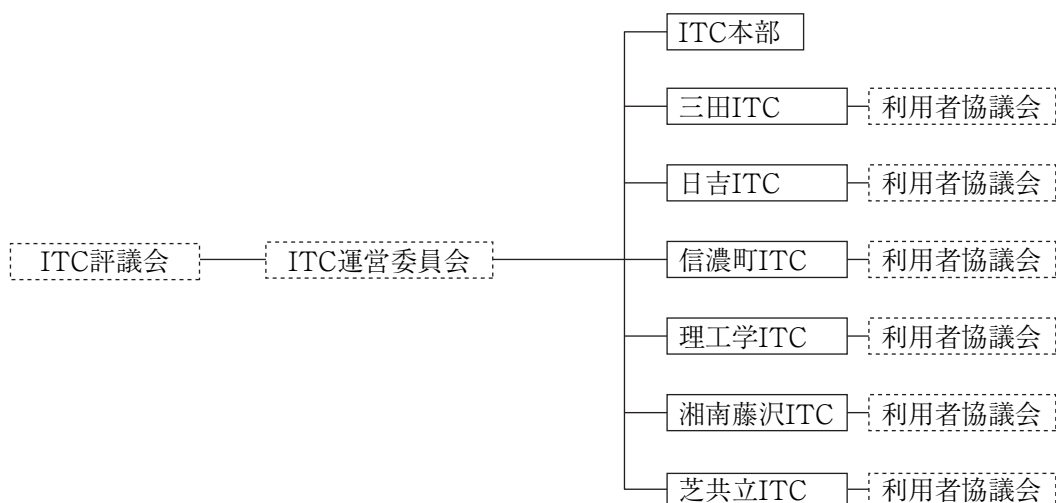 ITC本部
三田ITC 利用者協議会
日吉ITC 利用者協議会
ITC評議会 ITC運営委員会 信濃町ITC 利用者協議会
理工学ITC 利用者協議会
湘南藤沢ITC 利用者協議会
芝共立ITC 利用者協議会